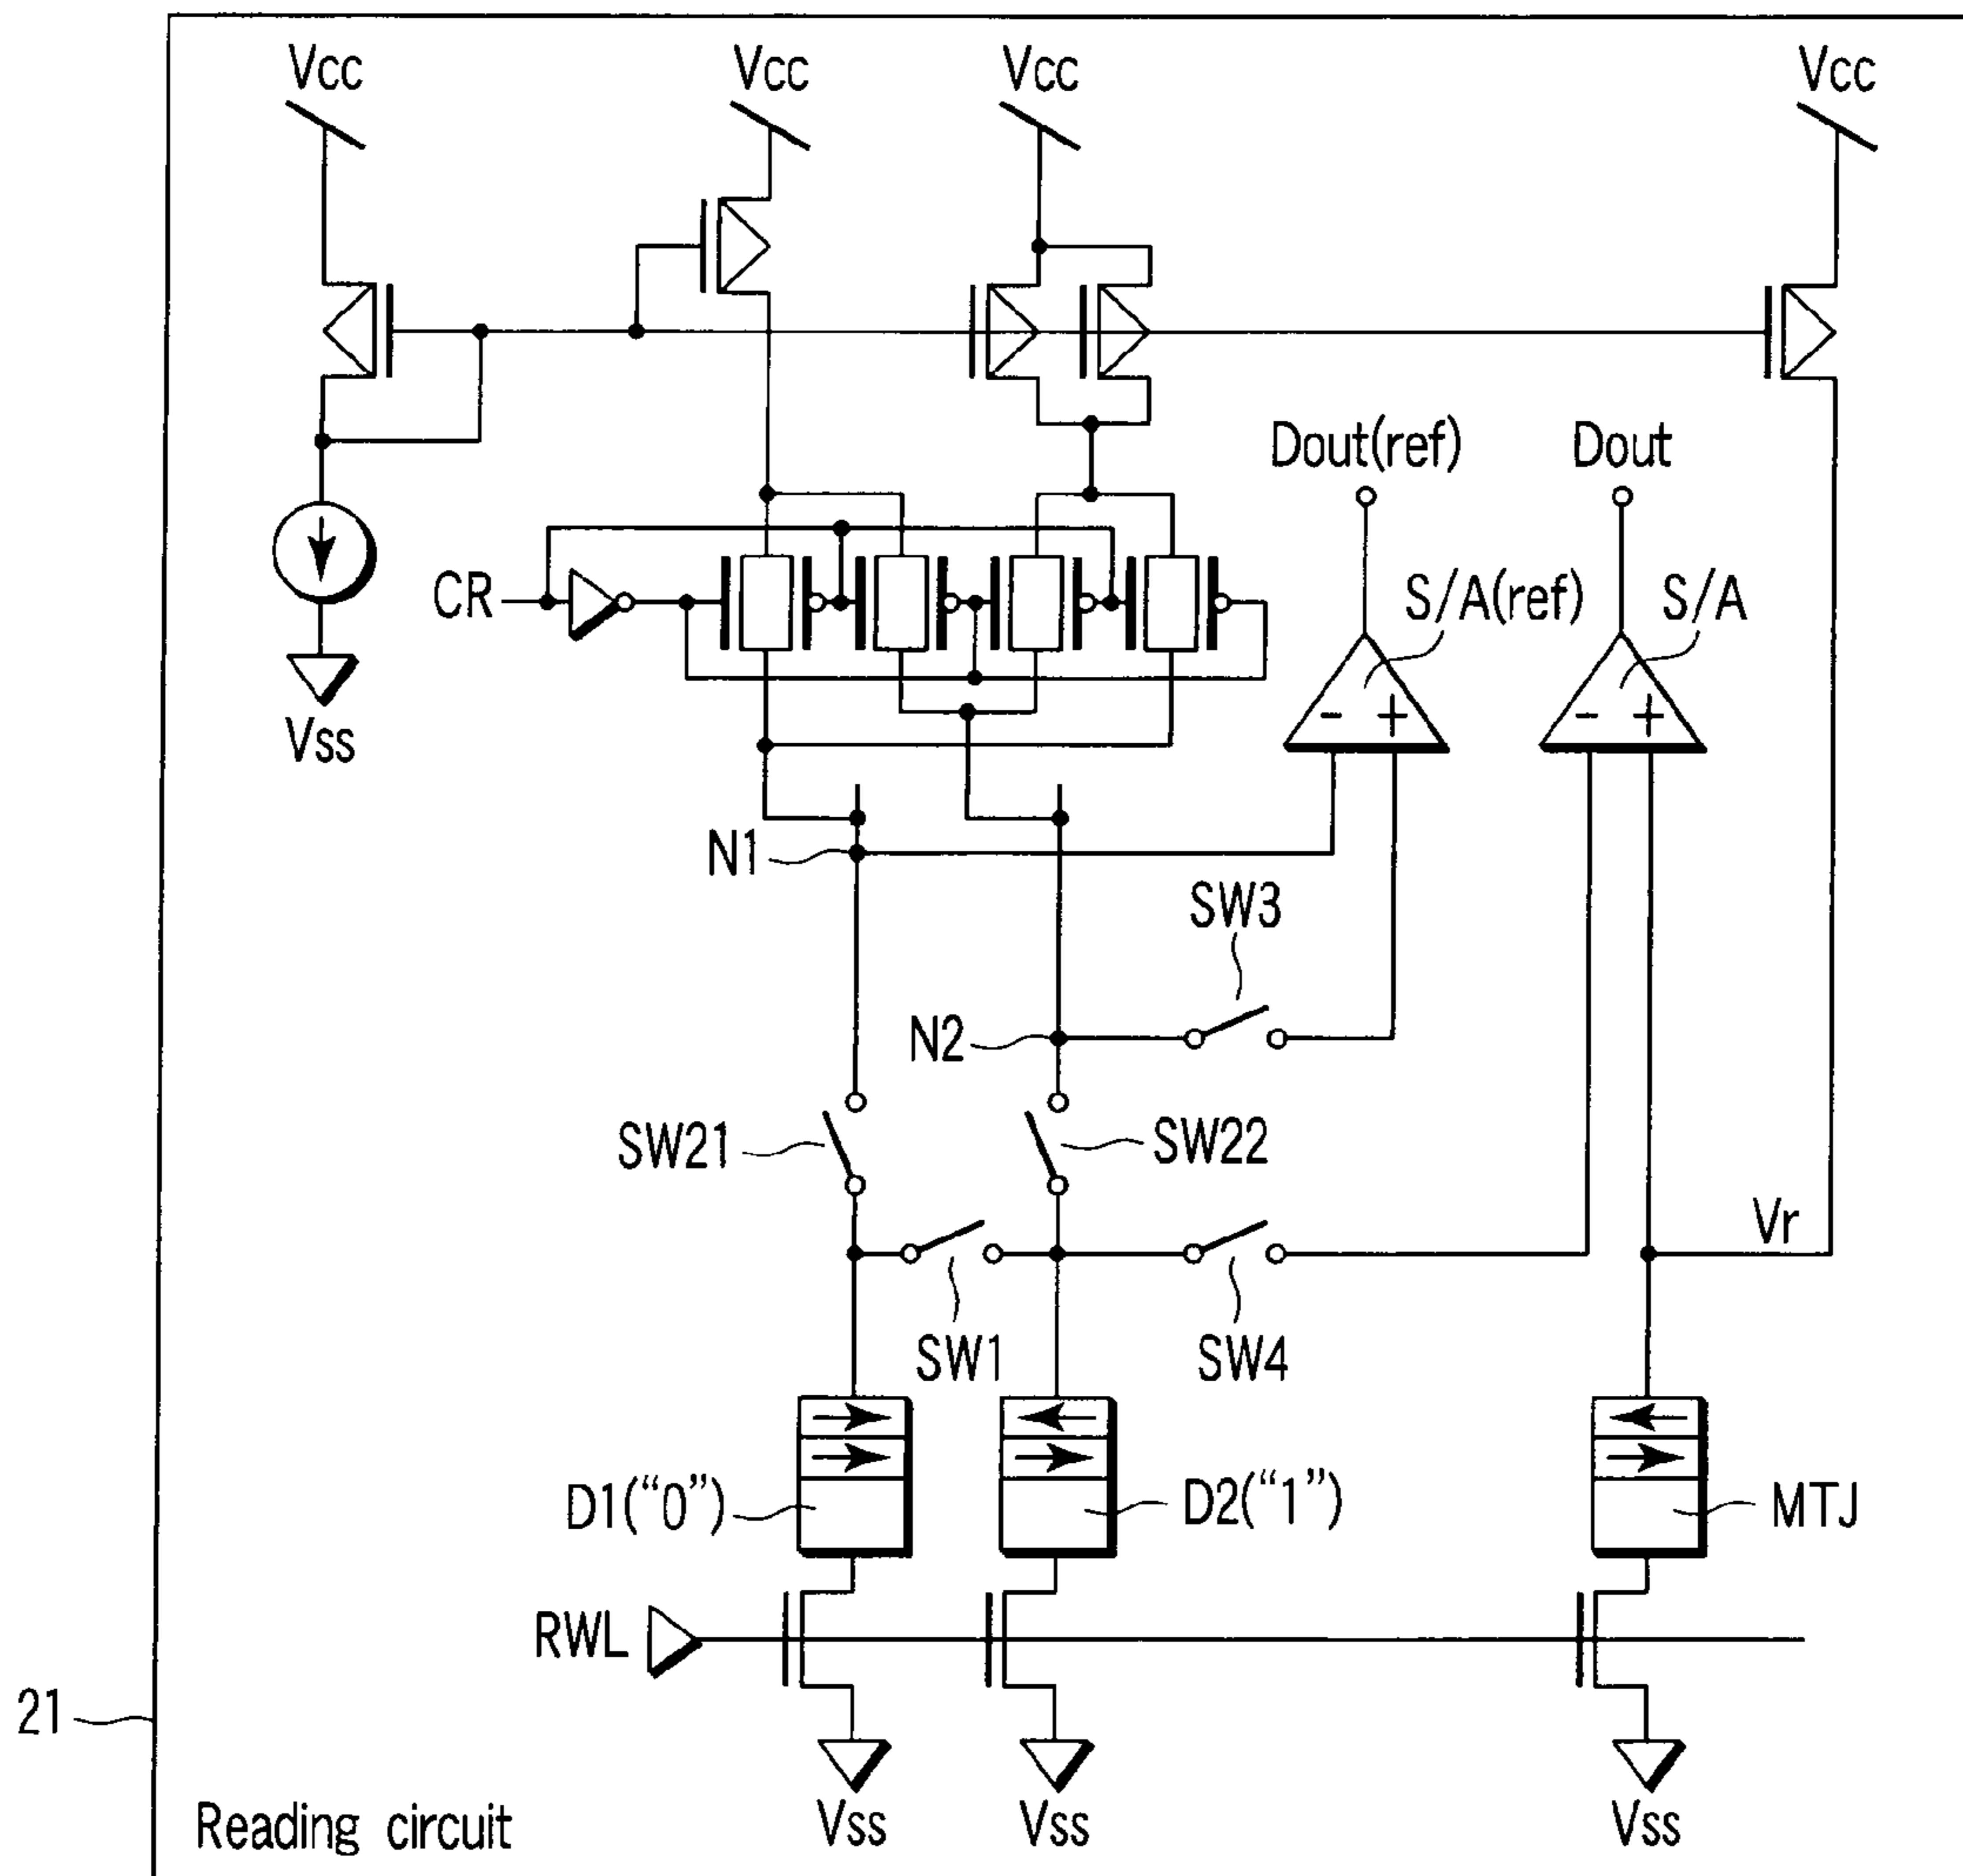 Vcc
Vcc
Vcc
Vcc
Dout(ref)
Dout
CR
S/A(ref)
S/A
- +
- +
Vss
N1
SW3
N2
SW21
SW22
Vr
SW1
SW4
D1("0")
D2("1")
MTJ
RWL
21
Vss
Vss
Vss
Reading circuit